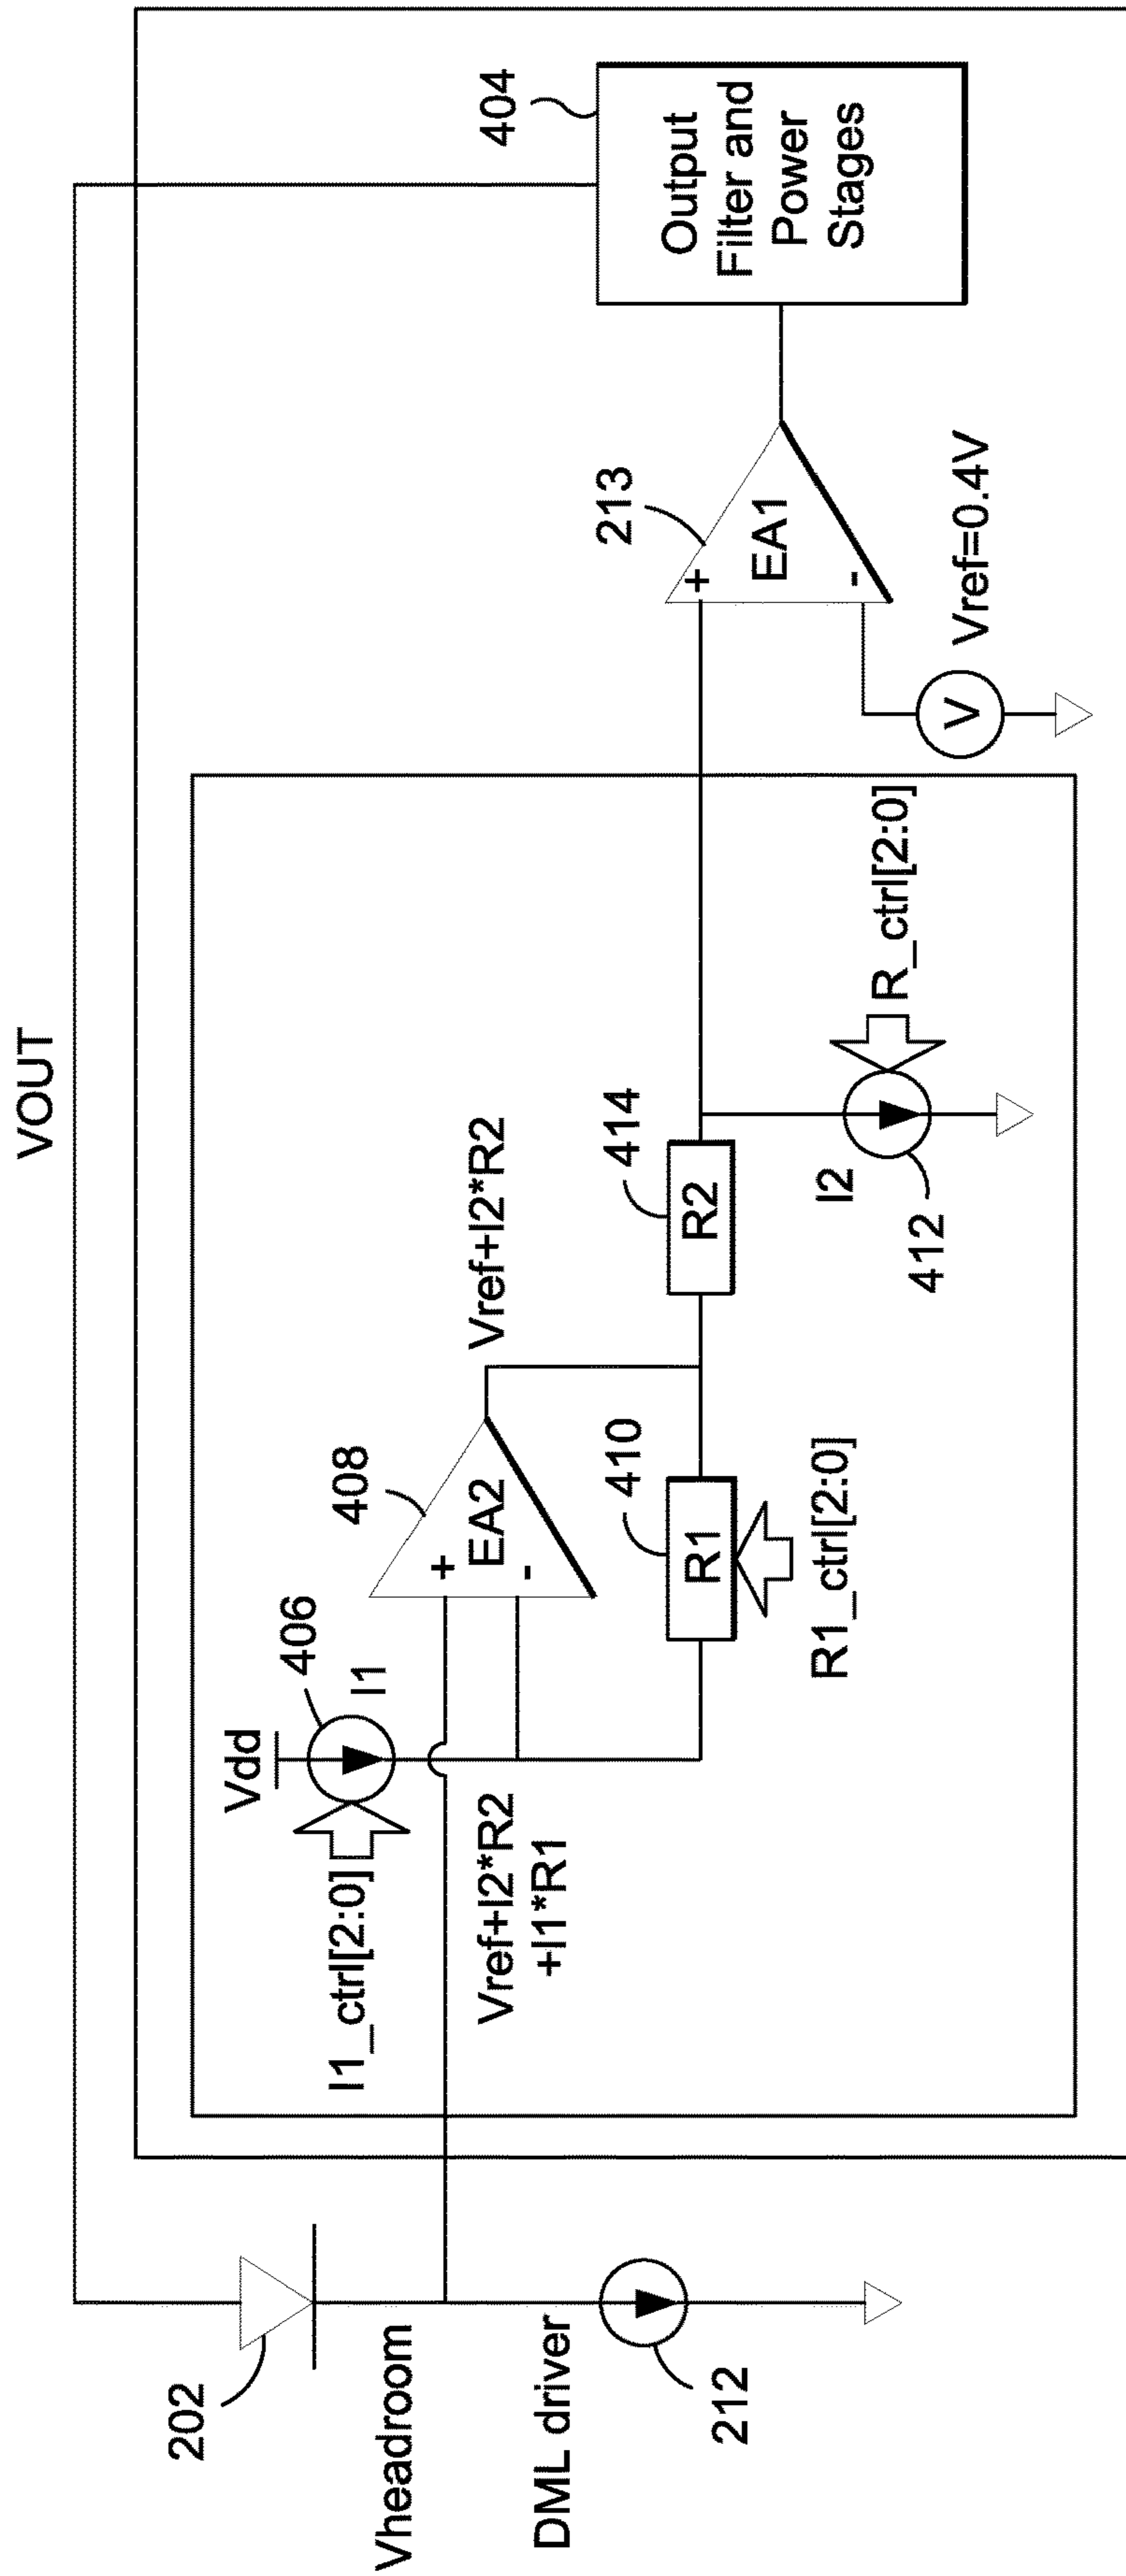 VOUT
202
Vheadroom
DML driver
212
Vdd
406
I1
I1_ctrl[2:0]
Vref+I2*R2
+I1*R1
408
+
EA2
-
Vref+I2*R2
410
R1
R1_ctrl[2:0]
414
R2
I2
412
R_ctrl[2:0]
213
+
EA1
-
V
Vref=0.4V
404
Output
Filter and
Power
Stages